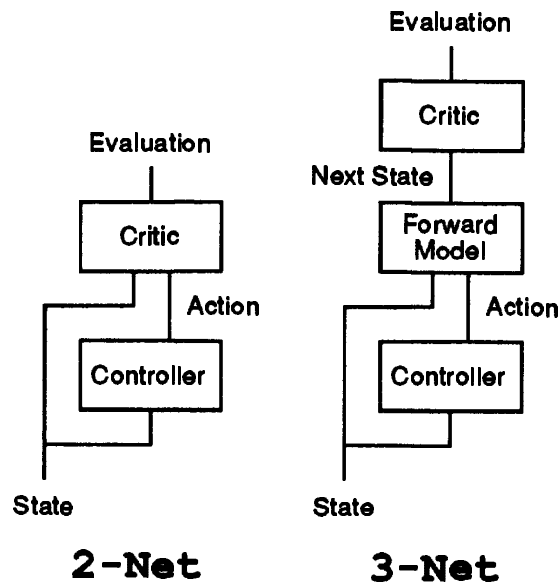 Evaluation
Critic
Action
Controller
State
2-Net
Evaluation
Critic
Next State
Forward
Model
Action
Controller
State
3-Net